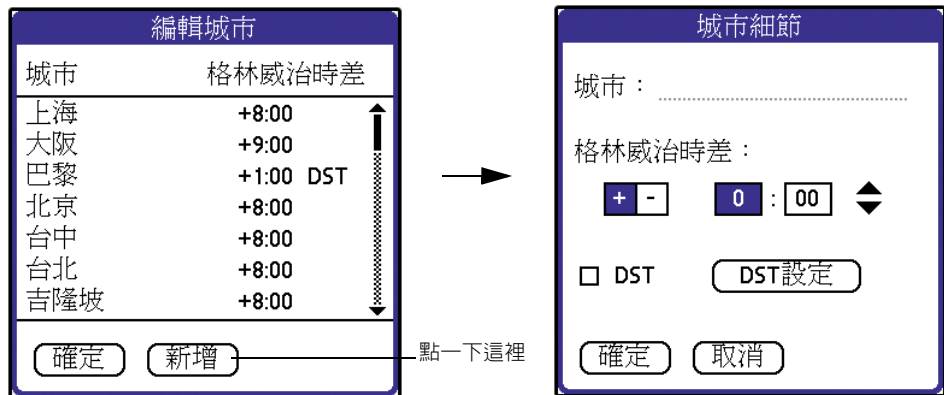 編輯城市
城市 格林威治時差
上海 +8:00
大阪 +9:00
巴黎 +1:00 DST
北京 +8:00
台中 +8:00
台北 +8:00
吉隆坡 +8:00
確定 新增
點一下這裡
城市細節
城市：
格林威治時差：
+ - 0 : 00
DST DST設定
確定 取消